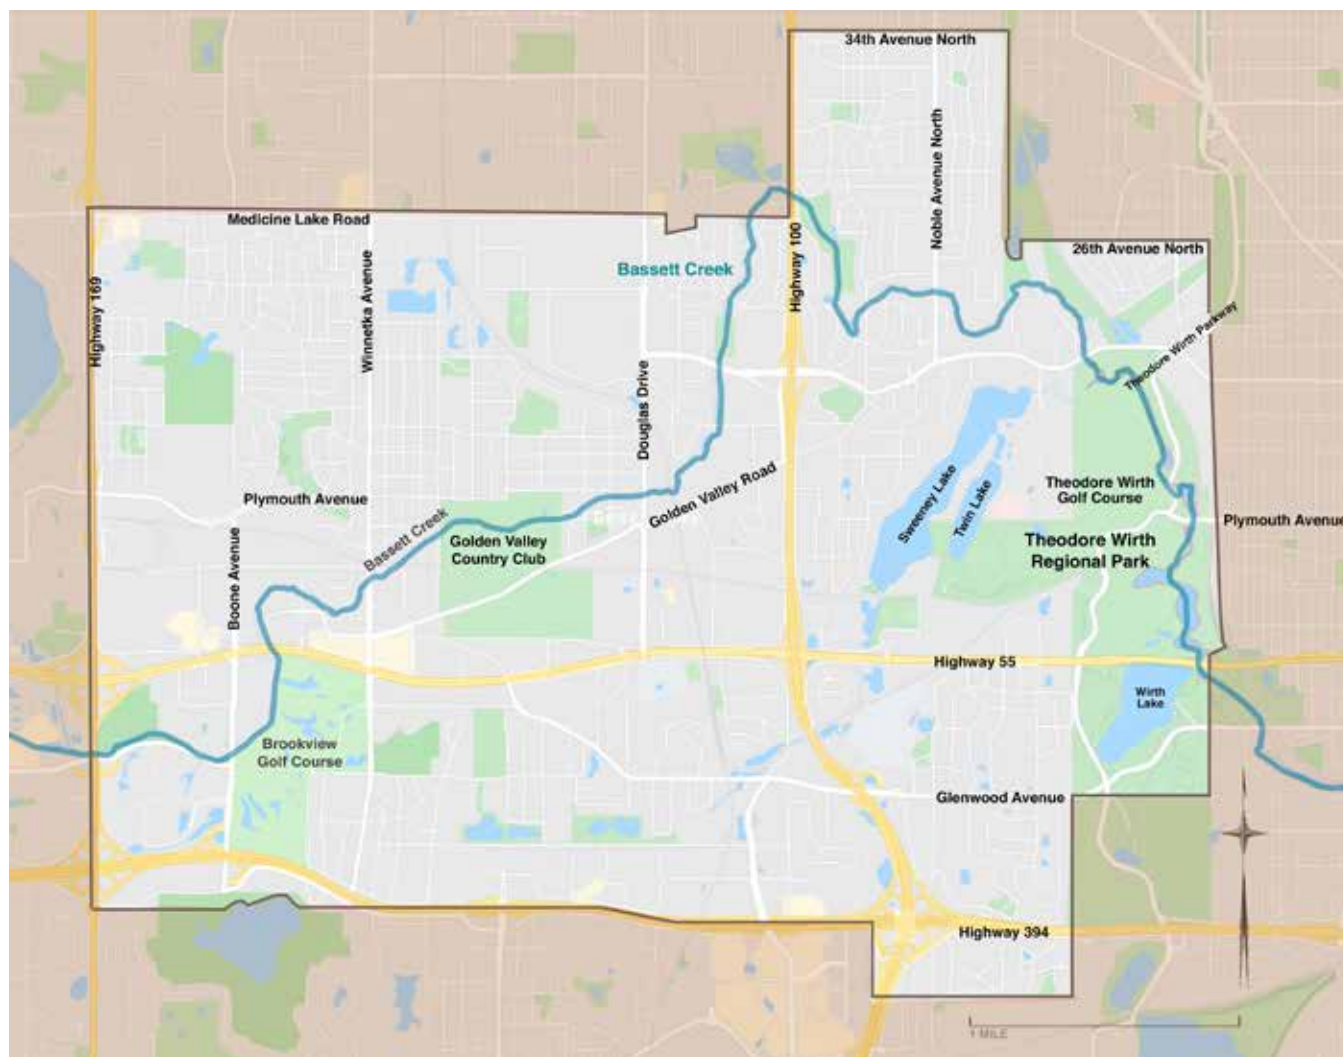 34th Avenue North
Noble Avenue North
Medicine Lake Road
26th Avenue North
Bassett Creek
Highway 100
Winnetka Avenue
Highway 169
Theodore Wirth Parkway
Douglas Drive
Plymouth Avenue
Golden Valley Road
Sweeney Lake
Twin Lake
Theodore Wirth
Golf Course
Plymouth Avenue
Bassett Creek
Golden Valley
Country Club
Theodore Wirth
Regional Park
Boone Avenue
Highway 55
Wirth
Lake
Brookview
Golf Course
Glenwood Avenue
Highway 394
1 MILE